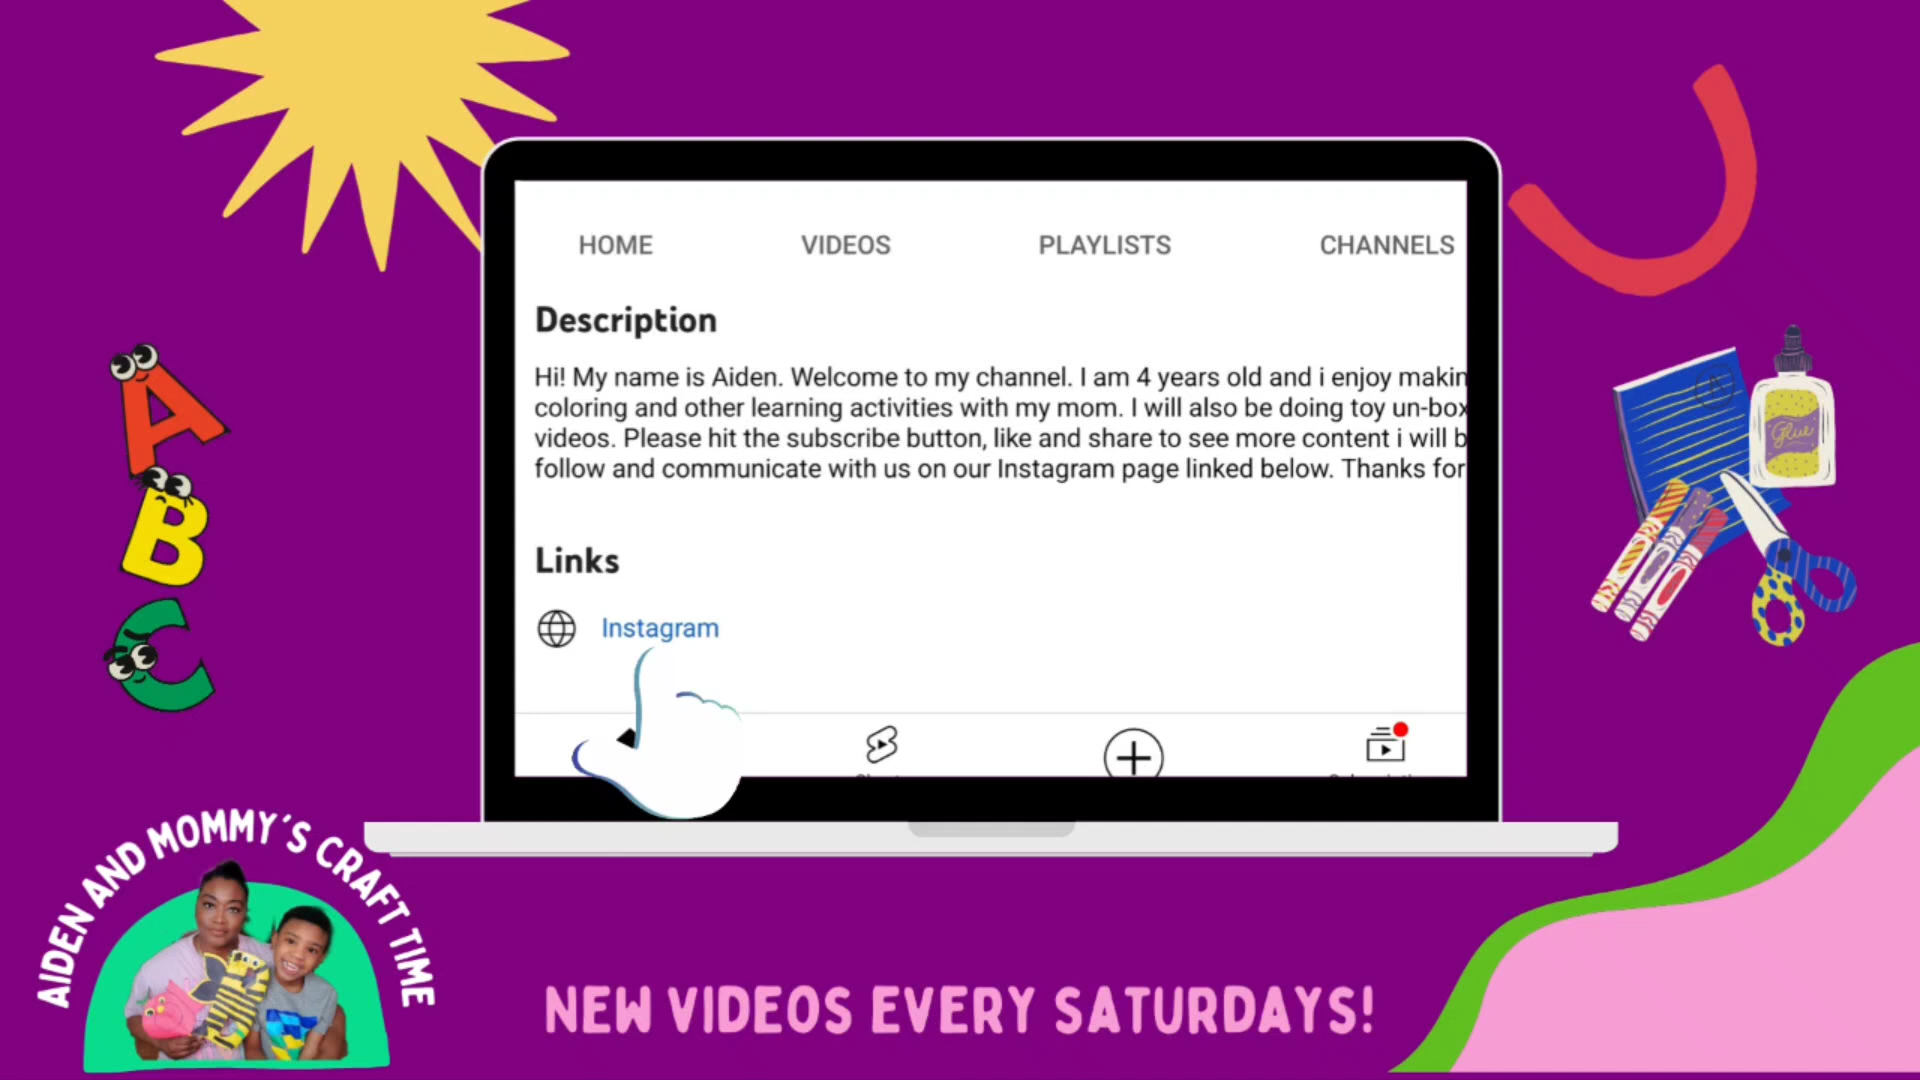 HOME VIDEOS PLAYLISTS CHANNELS
Description
Hi! My name is Aiden. Welcome to my channel. I am 4 years old and i enjoy makin
coloring and other learning activities with my mom. I will also be doing toy un-box
videos. Please hit the subscribe button, like and share to see more content i will b
follow and communicate with us on our Instagram page linked below. Thanks for
Links
Instagram
A
B
C
Glue
AIDEN AND MOMMY'S CRAFT TIME
NEW VIDEOS EVERY SATURDAYS!